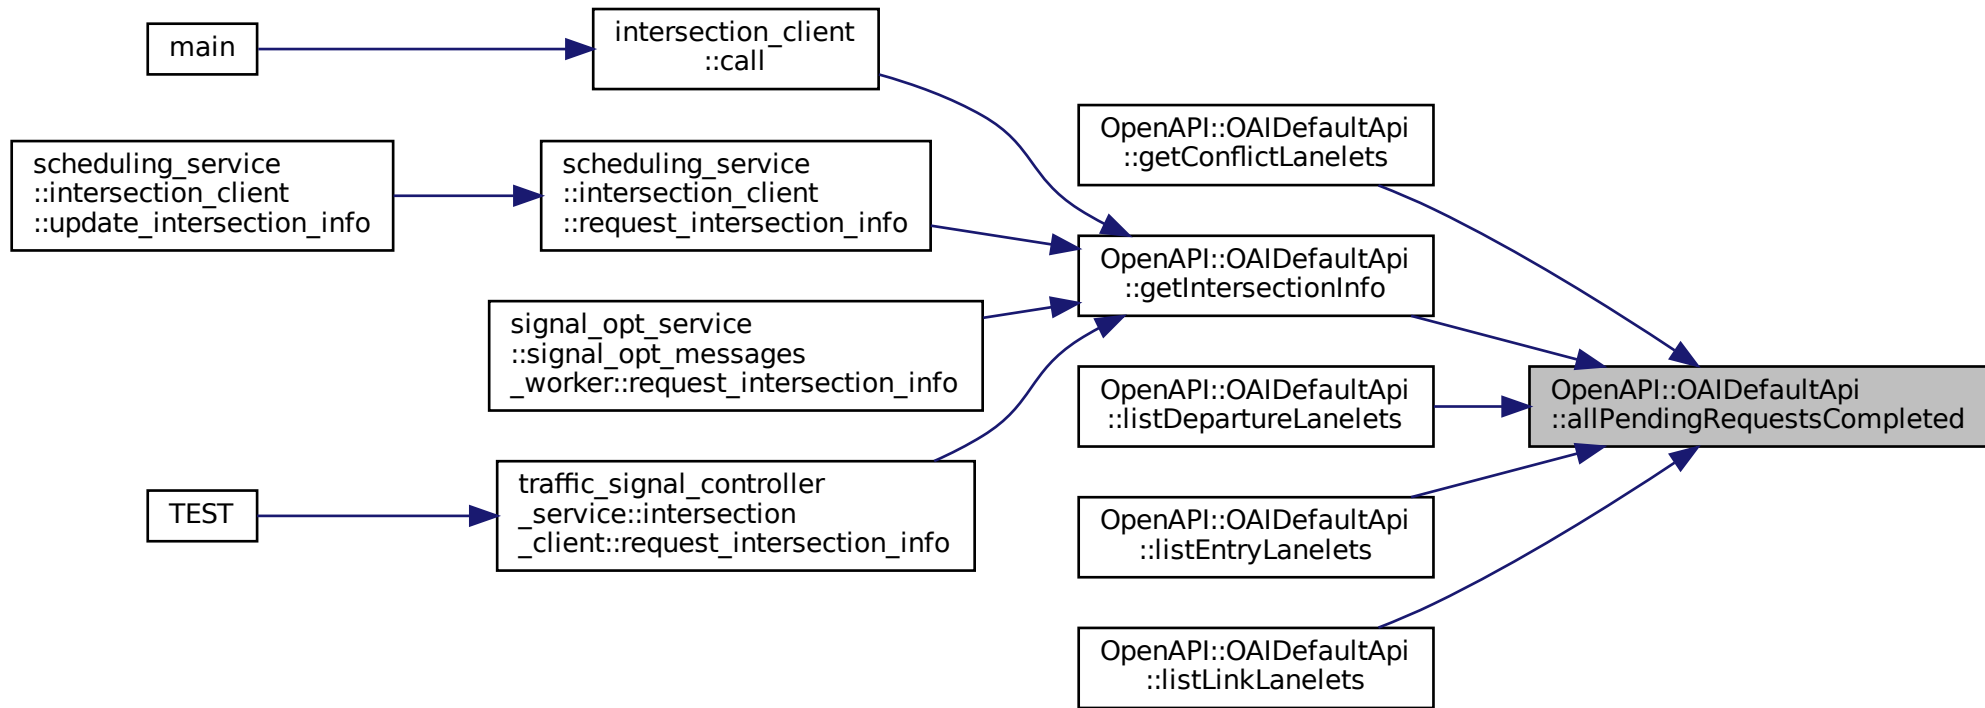 main
intersection_client
::call
scheduling_service
::intersection_client
::update_intersection_info
scheduling_service
::intersection_client
::request_intersection_info
signal_opt_service
::signal_opt_messages
_worker::request_intersection_info
TEST
traffic_signal_controller
_service::intersection
_client::request_intersection_info
OpenAPI::OAIDefaultApi
::getConflictLanelets
OpenAPI::OAIDefaultApi
::getIntersectionInfo
OpenAPI::OAIDefaultApi
::listDepartureLanelets
OpenAPI::OAIDefaultApi
::listEntryLanelets
OpenAPI::OAIDefaultApi
::listLinkLanelets
OpenAPI::OAIDefaultApi
::allPendingRequestsCompleted